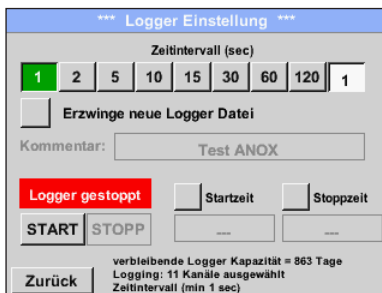 *** Logger Einstellung ***
Zeitintervall (sec)
1 2 5 10 15 30 60 120 1
Erzwinge neue Logger Datei
Kommentar: Test ANOX
Logger gestoppt Startzeit Stoppzeit
START STOPP --- ---
verbleibende Logger Kapazität = 863 Tage
Logging: 11 Kanäle ausgewählt
Zurück Zeitintervall (min 1 sec)